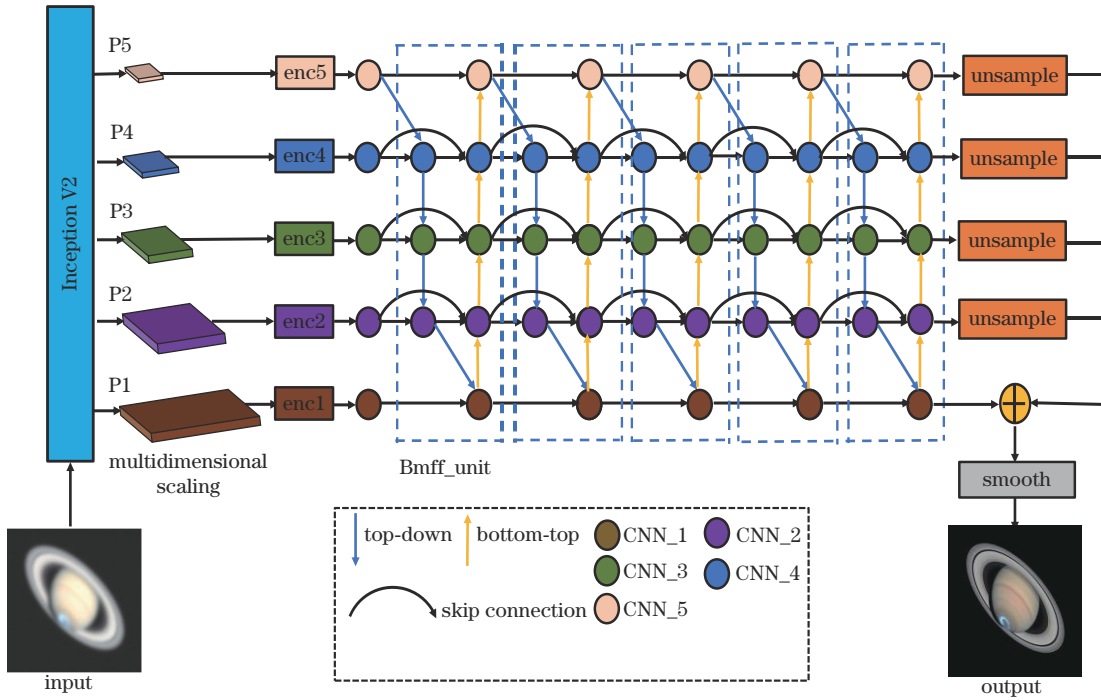 Inception V2
P5
enc5
unsample
P4
enc4
unsample
P3
enc3
unsample
P2
enc2
unsample
P1
enc1
multidimensional
scaling
Bmff_unit
smooth
top-down
bottom-top
CNN_1
CNN_2
CNN_3
CNN_4
skip connection
CNN_5
input
output